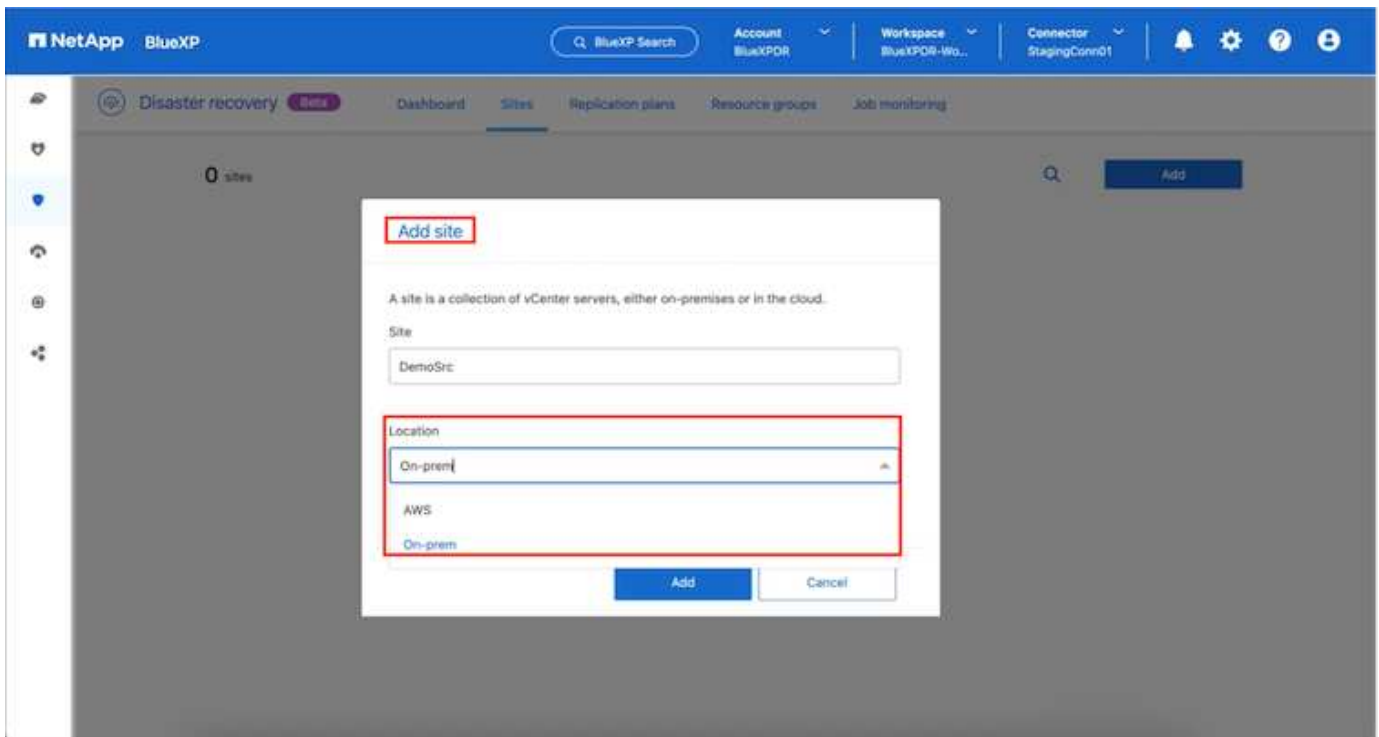 NetApp BlueXP
BlueXP Search
Account
BlueXPDR
Workspace
BlueXPDR-Wo...
Connector
StagingConn01
Disaster recovery Beta
Dashboard Sites Replication plans Resource groups Job monitoring
0 sites
Add
Add site
A site is a collection of vCenter servers, either on-premises or in the cloud.
Site
DemoSrc
Location
On-prem
AWS
On-prem
Add Cancel